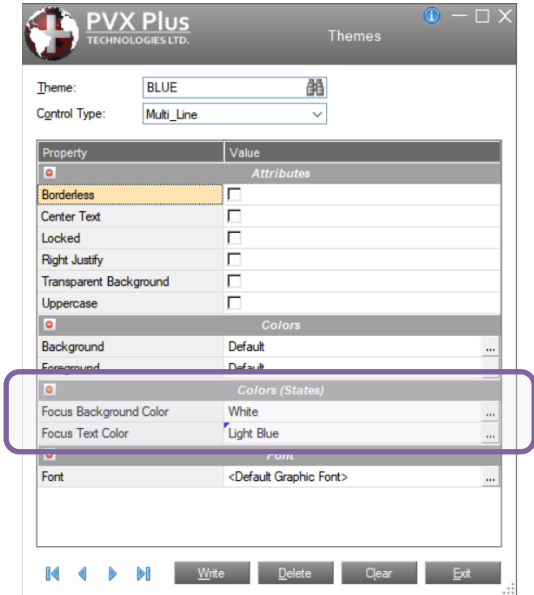 PVX Plus
TECHNOLOGIES LTD.
Themes
Theme: BLUE
Control Type: Multi_Line
Property Value
Attributes
Borderless
Center Text
Locked
Right Justify
Transparent Background
Uppercase
Colors
Background Default ...
Foreground Default
Colors (States)
Focus Background Color White ...
Focus Text Color Light Blue ...
Font
Font <Default Graphic Font> ...
Write Delete Clear Exit